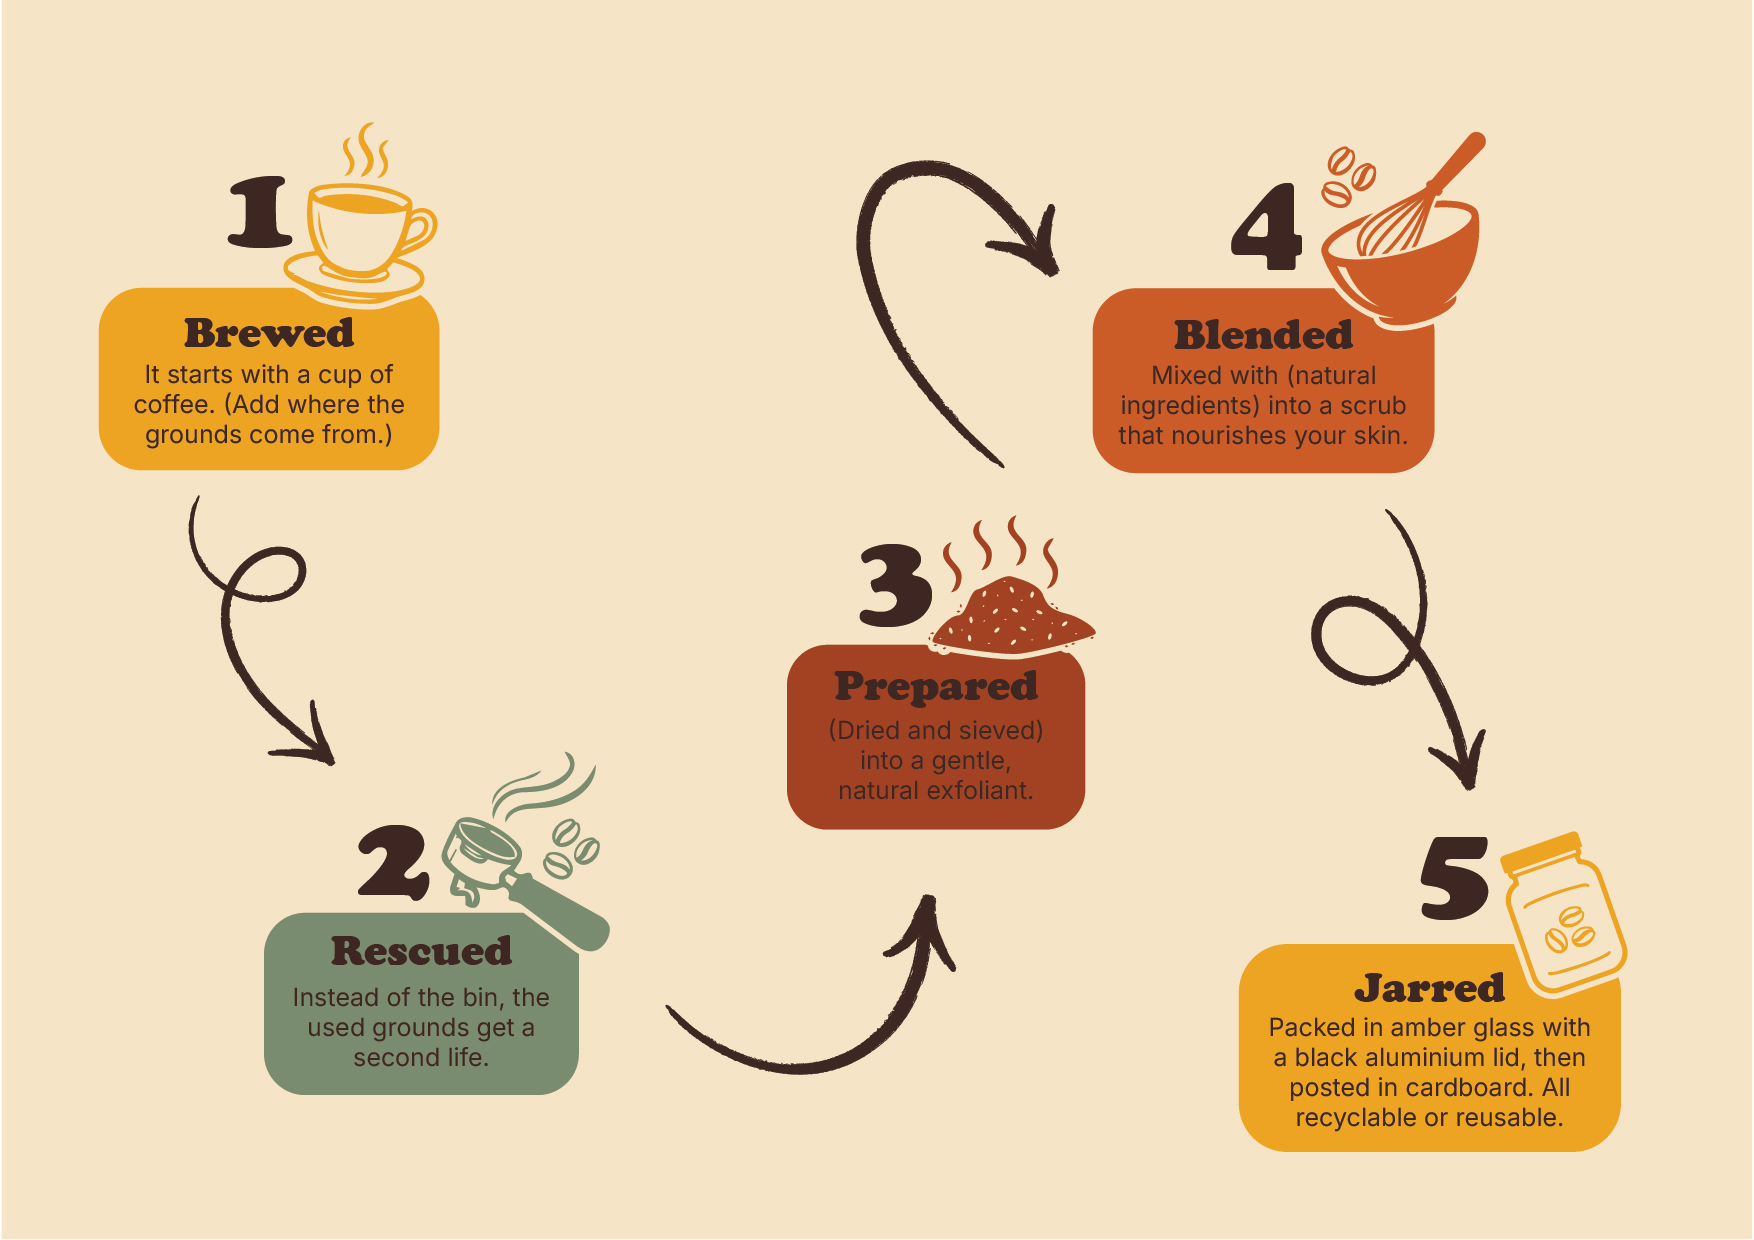 1
Brewed
It starts with a cup of
coffee. (Add where the
grounds come from.)
2
Rescued
Instead of the bin, the
used grounds get a
second life.
3
Prepared
(Dried and sieved)
into a gentle,
natural exfoliant.
4
Blended
Mixed with (natural
ingredients) into a scrub
that nourishes your skin.
5
Jarred
Packed in amber glass with
a black aluminium lid, then
posted in cardboard. All
recyclable or reusable.